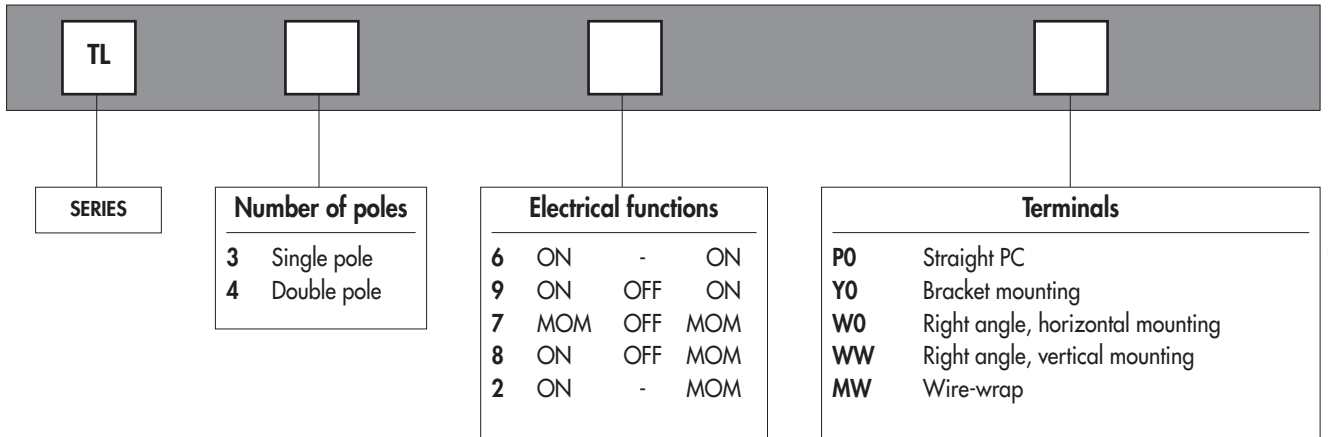 TL
SERIES
Number of poles
3 Single pole
4 Double pole
Electrical functions
6 ON - ON
9 ON OFF ON
7 MOM OFF MOM
8 ON OFF MOM
2 ON - MOM
Terminals
P0 Straight PC
Y0 Bracket mounting
W0 Right angle, horizontal mounting
WW Right angle, vertical mounting
MW Wire-wrap